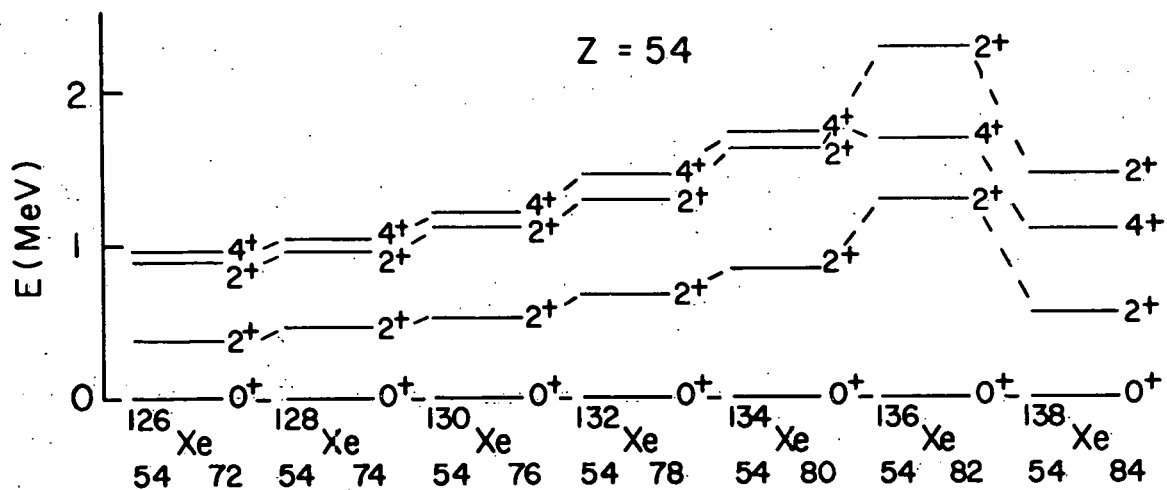 Z = 54
E (MeV)
2
1
0
4+ 2+ 2+ 0+
4+ 2+ 2+ 0+
4+ 2+ 2+ 0+
4+ 2+ 2+ 0+
4+ 2+ 2+ 0+
2+ 4+ 2+ 0+
2+ 4+ 2+ 0+
126Xe 128Xe 130Xe 132Xe 134Xe 136Xe 138Xe
54 72 54 74 54 76 54 78 54 80 54 82 54 84